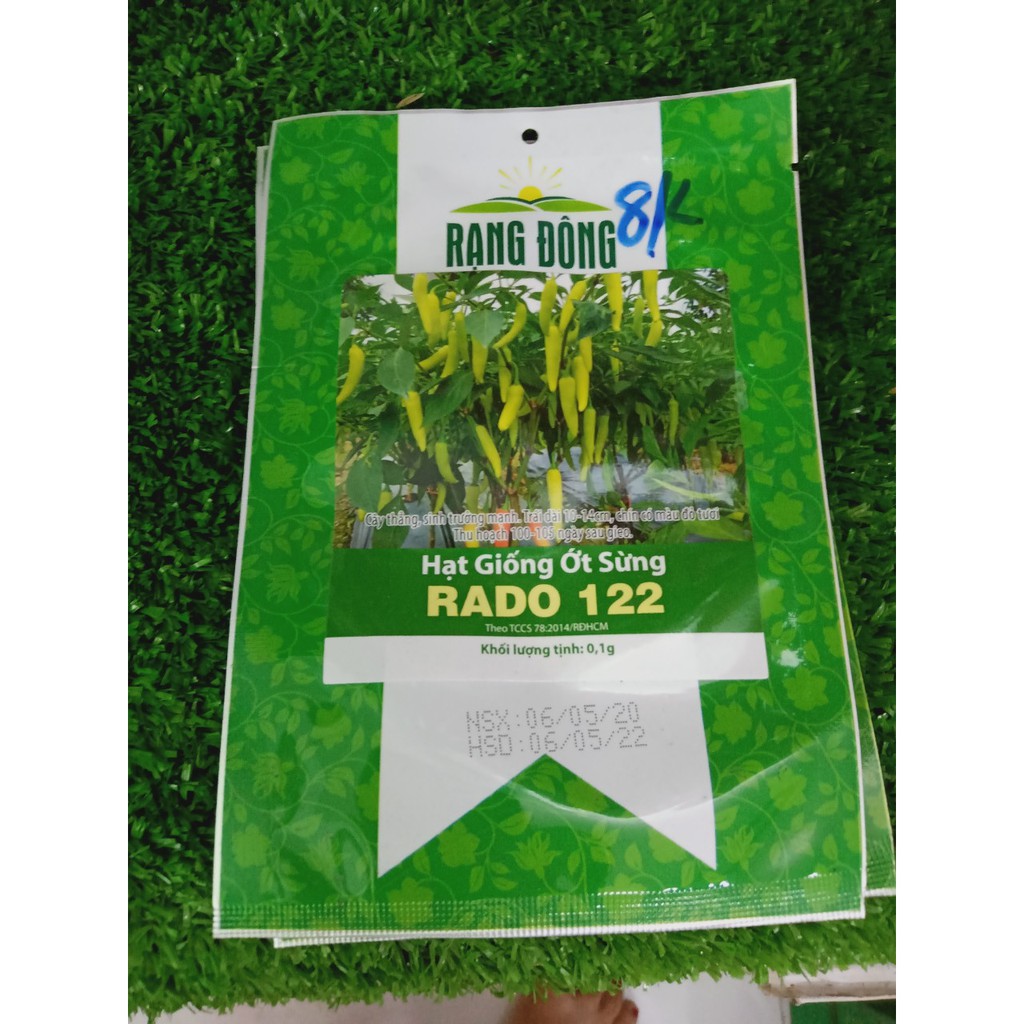 RẠNG ĐÔNG
8/K
Cây thẳng, sinh trưởng mạnh. Trái dài 10-14cm, chín có màu đỏ tươi
Thu hoạch 100-105 ngày sau gieo.
Hạt Giống Ớt Sừng
RADO 122
Theo TCCS 78:2014/RĐHCM
Khối lượng tịnh: 0,1g
NSX:06/05/20
HSD:06/05/22